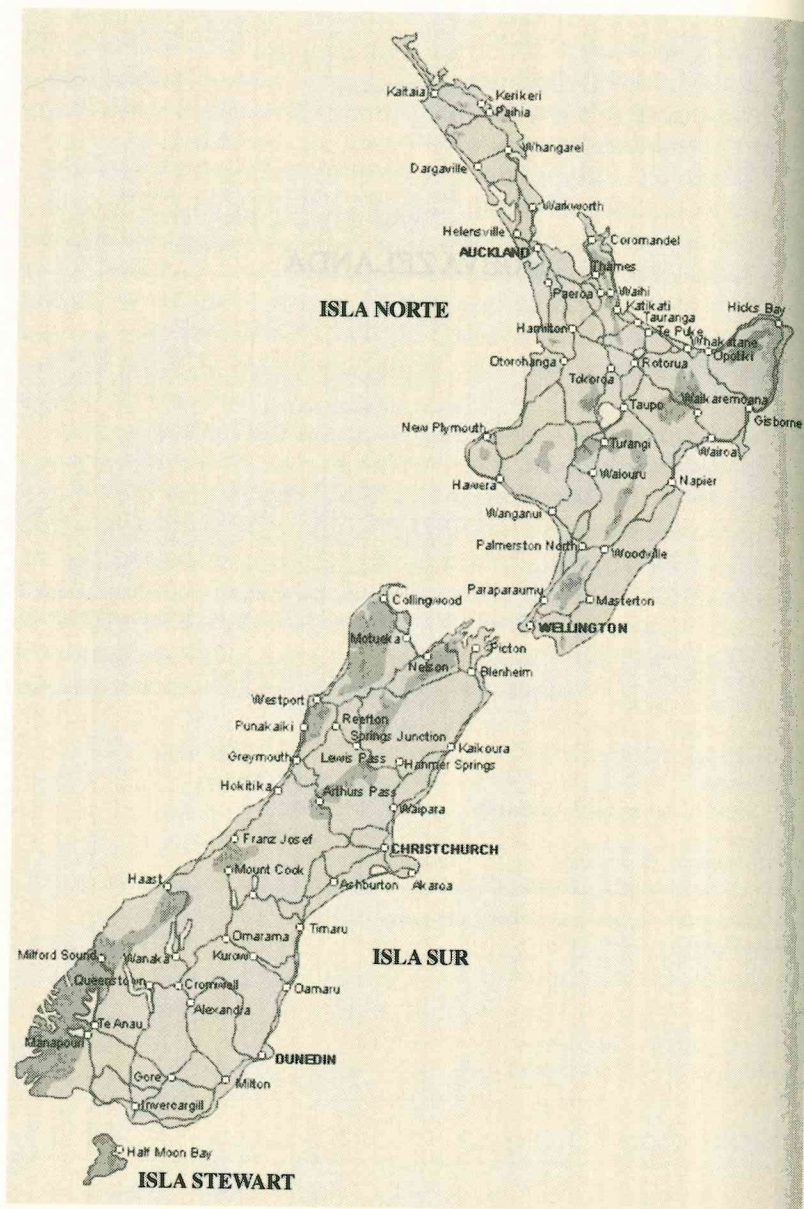 Kaitaia
Kerikeri
Paihia
Whangarei
Dargaville
Warkworth
Helensville
Coromandel
AUCKLAND
Thames
Paeroa
Waihi
Katikati
ISLA NORTE
Hicks Bay
Tauranga
Hamilton
Te Puke
Whakatane
Opotiki
Otorohanga
Rotorua
Tokoroa
Taupo
Waikaremoana
Gisborne
New Plymouth
Turangi
Wairoa
Hawera
Waiouru
Napier
Wanganui
Palmerston North
Woodville
Paraparaumu
Masterton
Collingwood
WELLINGTON
Motueka
Picton
Nelson
Blenheim
Westport
Punakaiki
Reefton
Springs Junction
Kaikoura
Greymouth
Lewis Pass
Hanmer Springs
Hokitika
Arthurs Pass
Waipara
Franz Josef
CHRISTCHURCH
Haast
Mount Cook
Ashburton
Akaroa
Timaru
Omarama
Milford Sound
Wanaka
Kurow
ISLA SUR
Queenstown
Cromwell
Oamaru
Alexandra
Te Anau
Manapouri
DUNEDIN
Gore
Milton
Invercargill
Half Moon Bay
ISLA STEWART